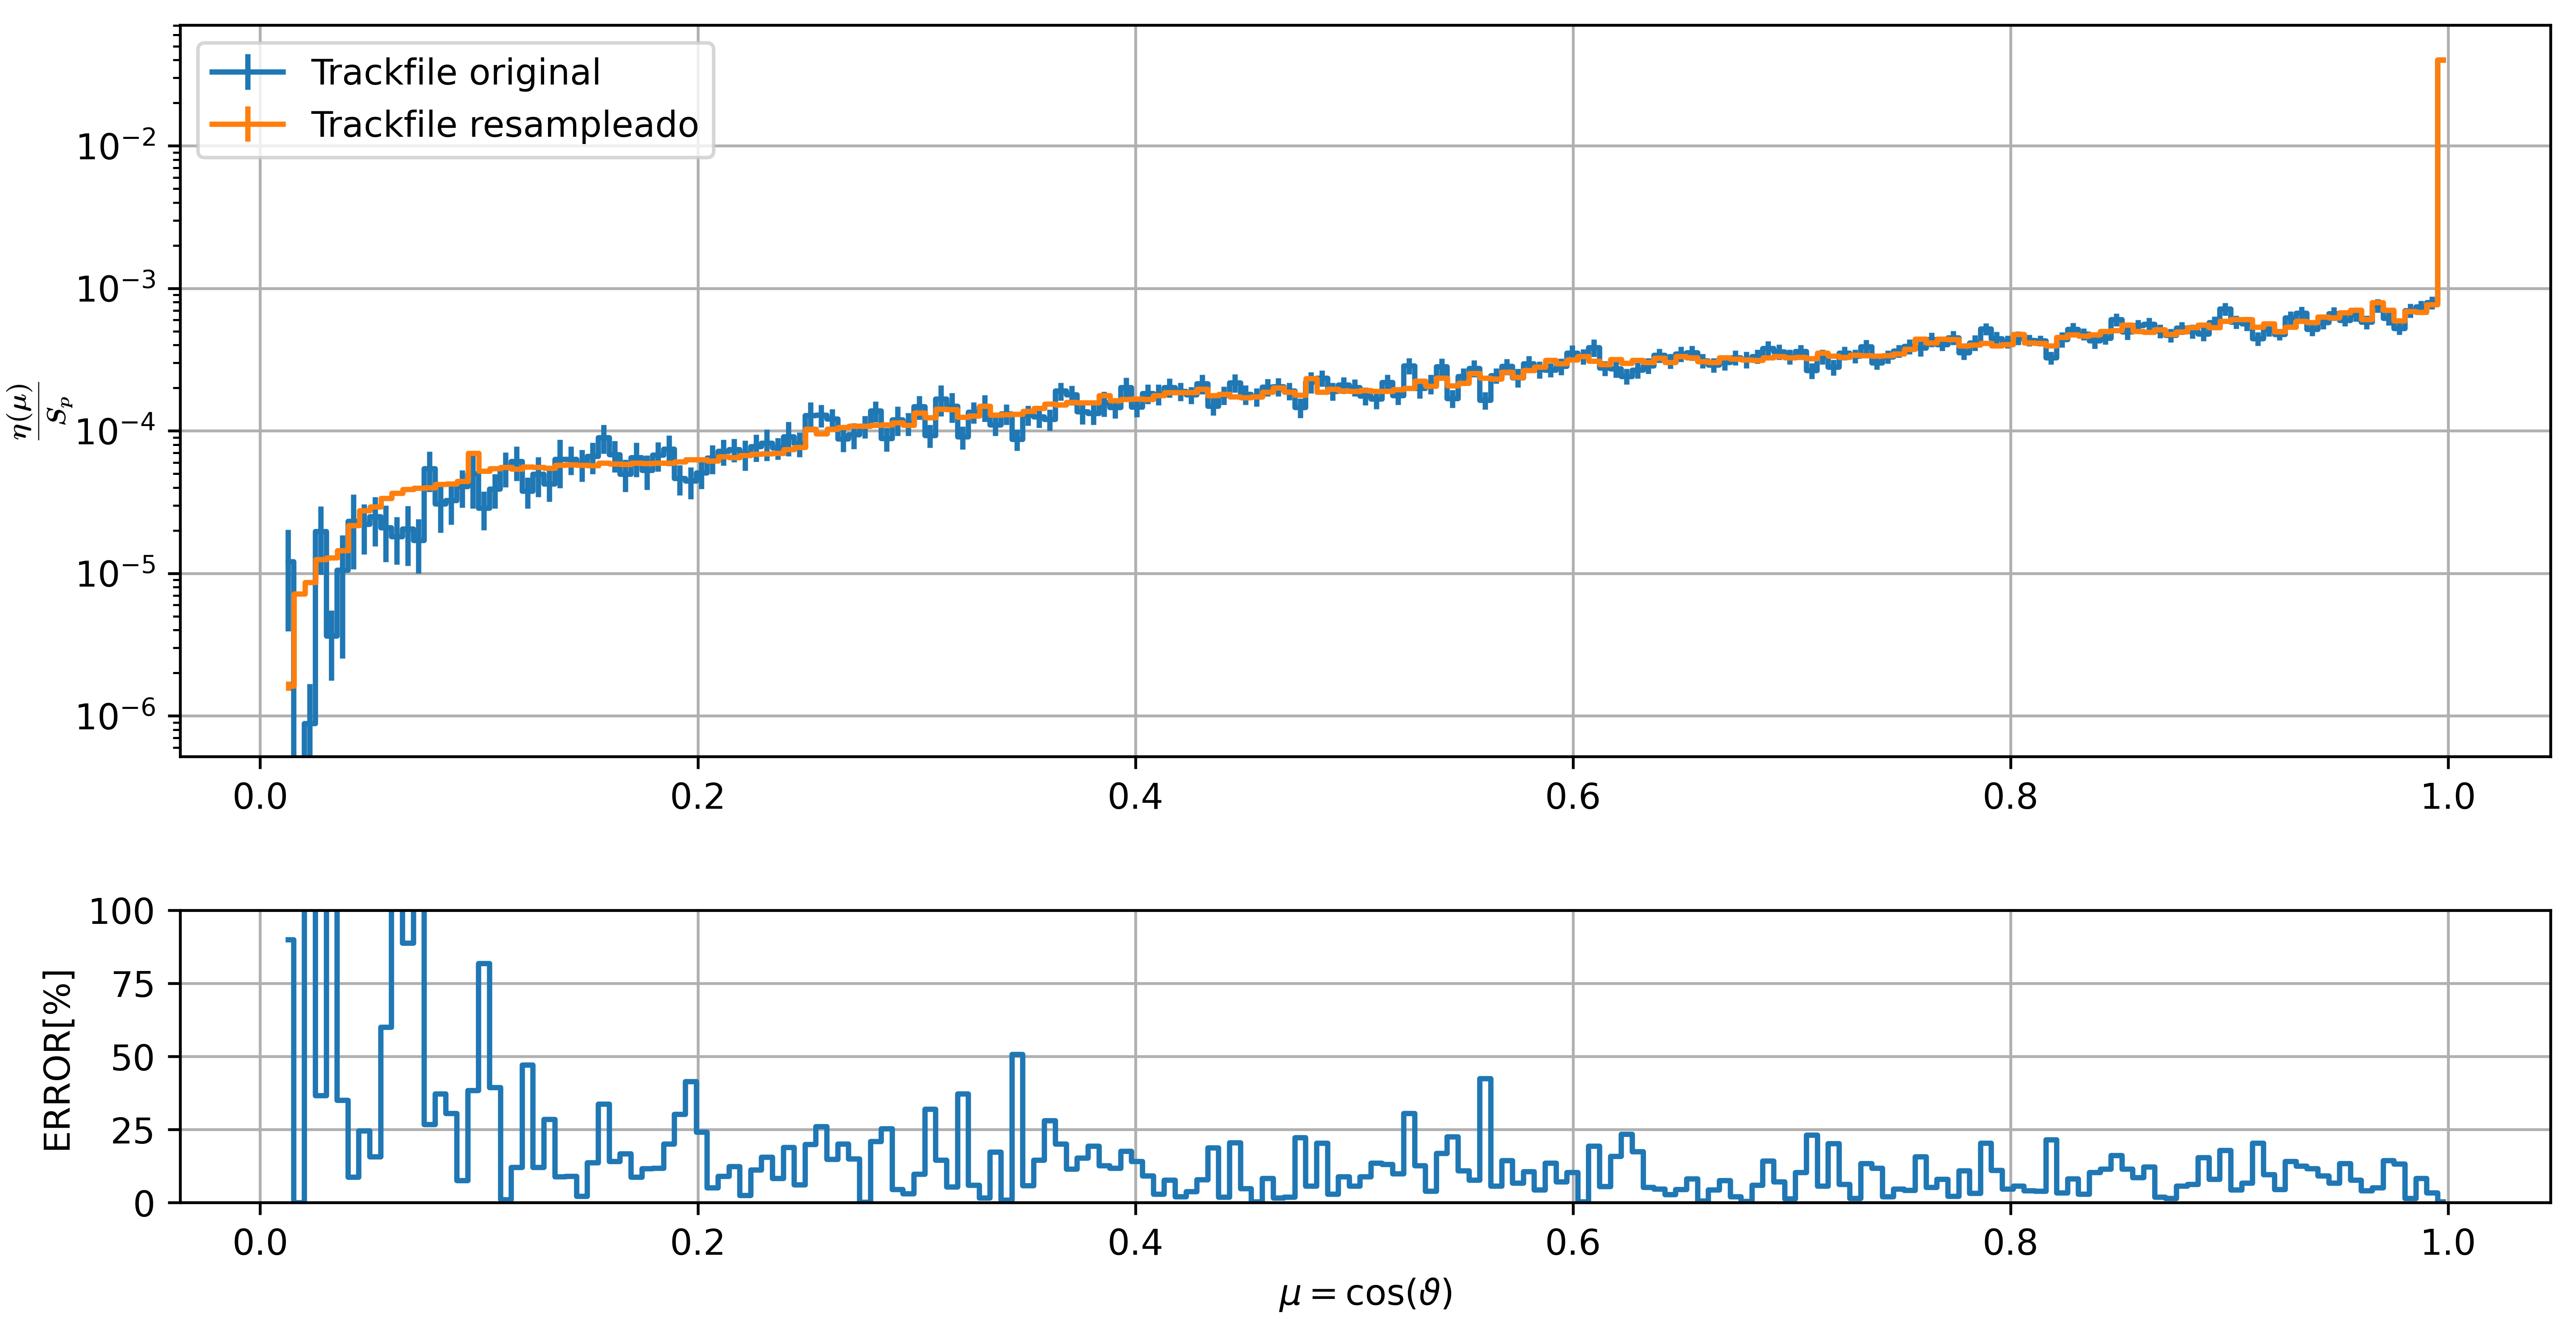 Trackfile original
Trackfile resampleado
10⁻²
10⁻³
10⁻⁴
10⁻⁵
10⁻⁶
η(μ)/Sₚ
0.0 0.2 0.4 0.6 0.8 1.0
100
75
50
25
0
ERROR[%]
0.0 0.2 0.4 0.6 0.8 1.0
μ = cos(ϑ)